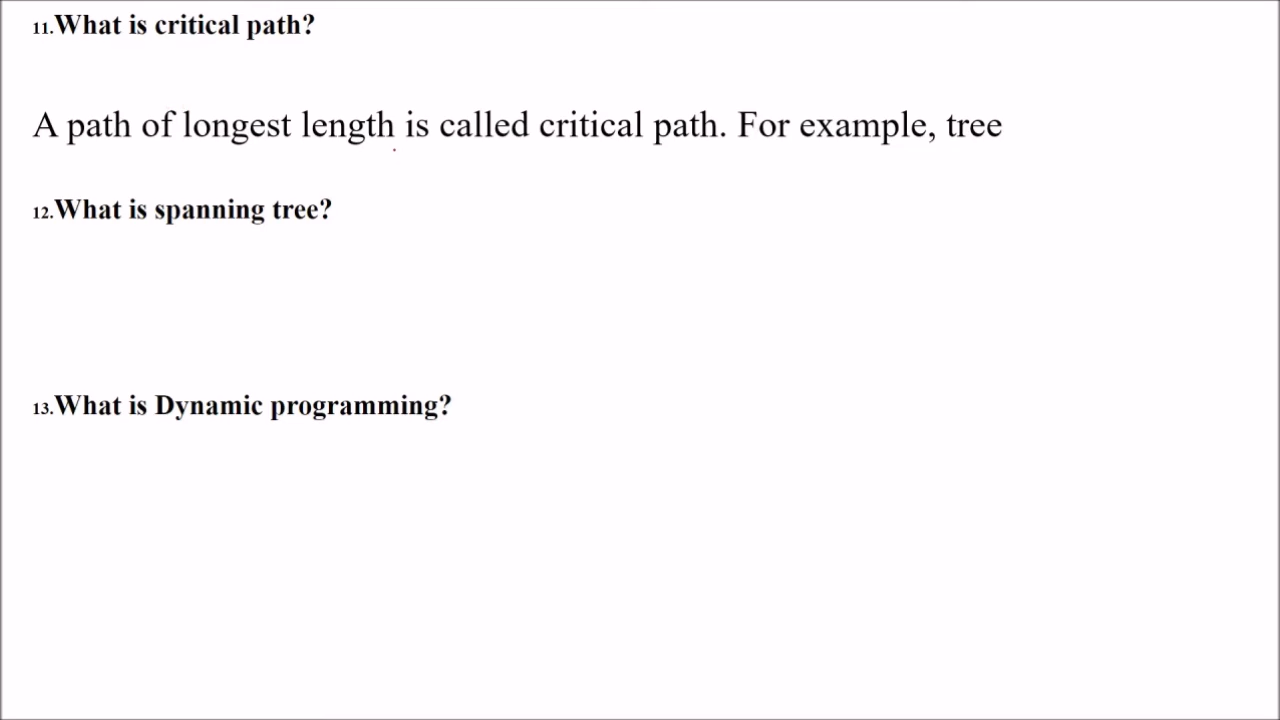 11.What is critical path?
A path of longest length is called critical path. For example, tree
12.What is spanning tree?
13.What is Dynamic programming?